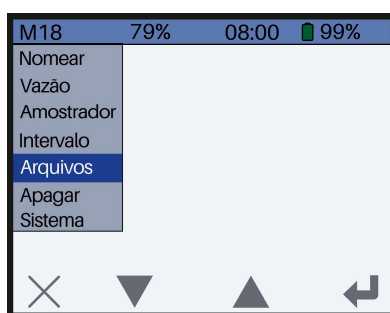 M18 79% 08:00 99%
Nomear
Vazão
Amostrador
Intervalo
Arquivos
Apagar
Sistema